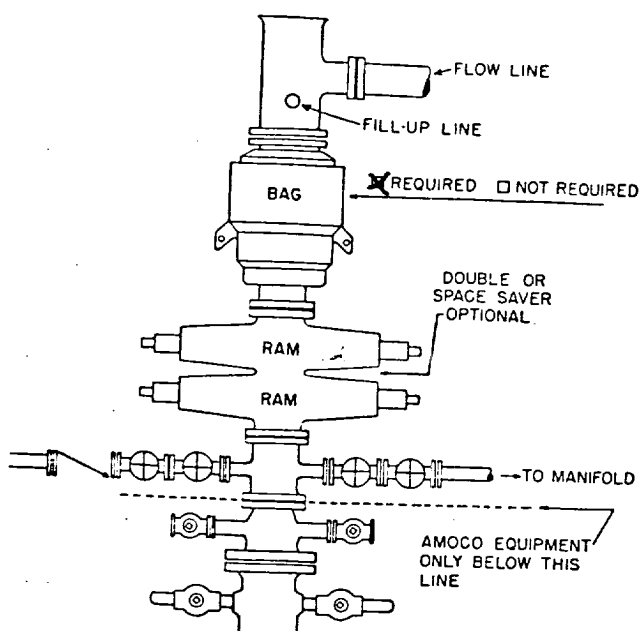 FLOW LINE
FILL-UP LINE
BAG
REQUIRED NOT REQUIRED
DOUBLE OR
SPACE SAVER
OPTIONAL
RAM
RAM
TO MANIFOLD
AMOCO EQUIPMENT
ONLY BELOW THIS
LINE